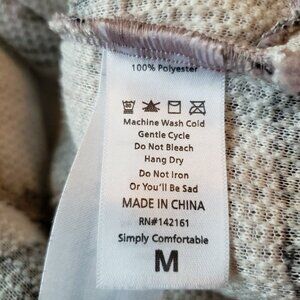 100% Polyester
Machine Wash Cold
Gentle Cycle
Do Not Bleach
Hang Dry
Do Not Iron
Or You'll Be Sad
MADE IN CHINA
RN#142161
Simply Comfortable
M